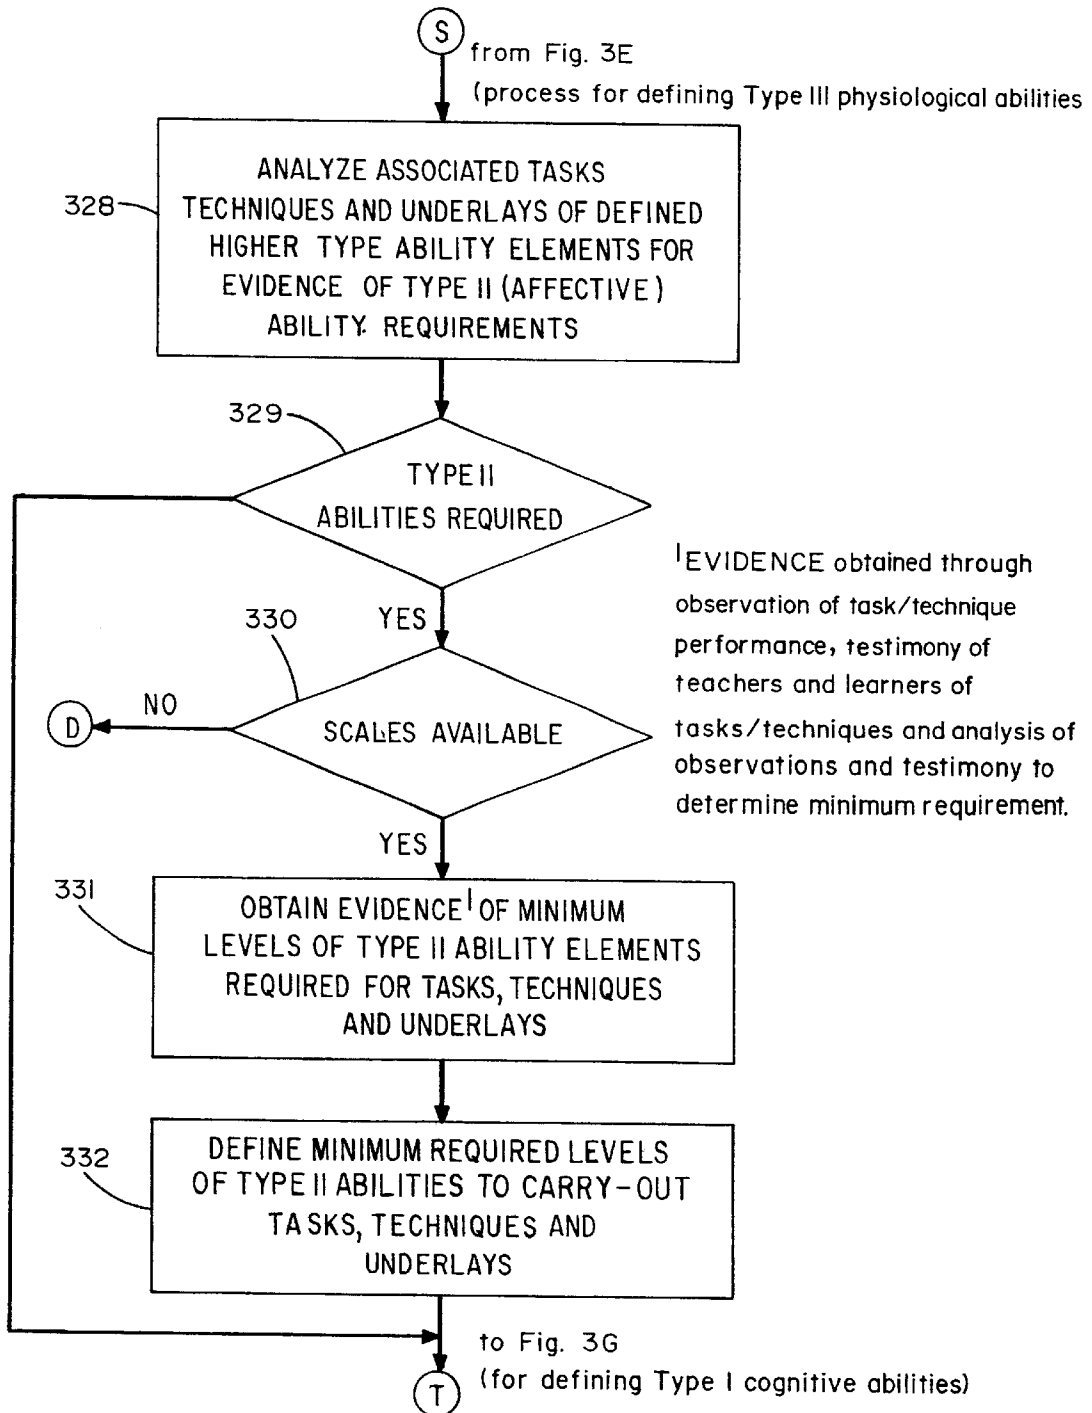 S
from Fig. 3E
(process for defining Type III physiological abilities
328
ANALYZE ASSOCIATED TASKS
TECHNIQUES AND UNDERLAYS OF DEFINED
HIGHER TYPE ABILITY ELEMENTS FOR
EVIDENCE OF TYPE II (AFFECTIVE)
ABILITY REQUIREMENTS
329
TYPE II
ABILITIES REQUIRED
YES
330
SCALES AVAILABLE
NO
D
YES
1EVIDENCE obtained through
observation of task/technique
performance, testimony of
teachers and learners of
tasks/techniques and analysis of
observations and testimony to
determine minimum requirement.
331
OBTAIN EVIDENCE1 OF MINIMUM
LEVELS OF TYPE II ABILITY ELEMENTS
REQUIRED FOR TASKS, TECHNIQUES
AND UNDERLAYS
332
DEFINE MINIMUM REQUIRED LEVELS
OF TYPE II ABILITIES TO CARRY-OUT
TASKS, TECHNIQUES AND
UNDERLAYS
to Fig. 3G
(for defining Type I cognitive abilities)
T